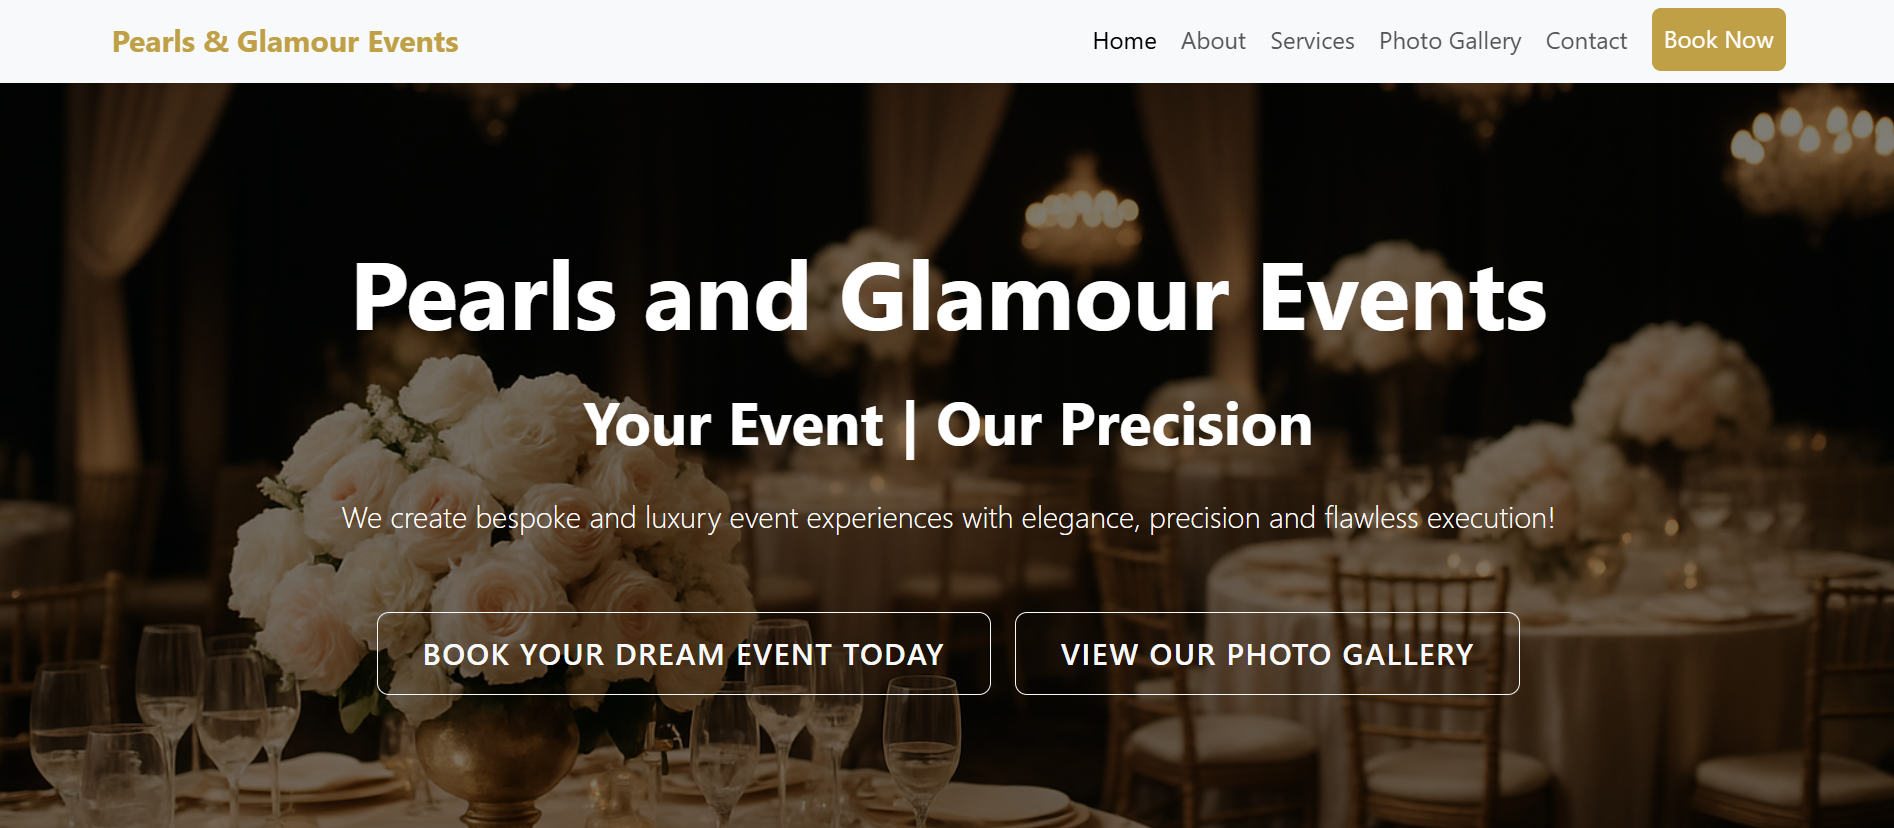 Pearls & Glamour Events
Home About Services Photo Gallery Contact Book Now
Pearls and Glamour Events
Your Event | Our Precision
We create bespoke and luxury event experiences with elegance, precision and flawless execution!
BOOK YOUR DREAM EVENT TODAY
VIEW OUR PHOTO GALLERY